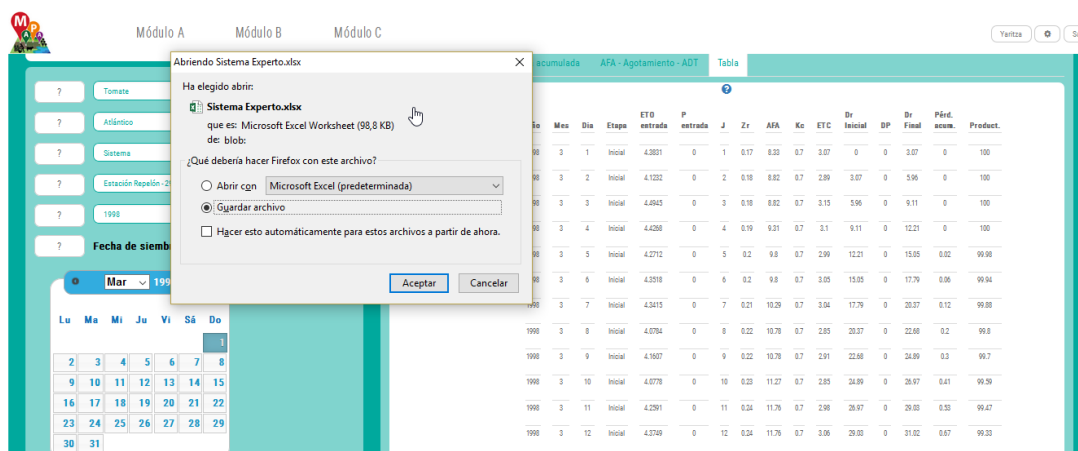 MAPA
Módulo A
Módulo B
Módulo C
Yaritza
Abriendo Sistema Experto.xlsx
Ha elegido abrir:
Sistema Experto.xlsx
que es: Microsoft Excel Worksheet (98,8 KB)
de: blob:
¿Qué debería hacer Firefox con este archivo?
Abrir con Microsoft Excel (predeterminada)
Guardar archivo
Hacer esto automáticamente para estos archivos a partir de ahora.
Aceptar Cancelar
? Tomate
? Atlántico
? Sistema
? Estación Repelón - 29
? 1998
? Fecha de siemb
Mar 199
Lu Ma Mi Ju Vi Sá Do
1
2 3 4 5 6 7 8
9 10 11 12 13 14 15
16 17 18 19 20 21 22
23 24 25 26 27 28 29
30 31
acumulada AFA - Agotamiento - ADT Tabla
?
ño Mes Dia Etapa ETO entrada P entrada J Zr AFA Kc ETC Dr Inicial DP Dr Final Pérd. acum. Product.
98 3 1 Inicial 4.3831 0 1 0.17 8.33 0.7 3.07 0 0 3.07 0 100
98 3 2 Inicial 4.1232 0 2 0.18 8.82 0.7 2.89 3.07 0 5.96 0 100
98 3 3 Inicial 4.4945 0 3 0.18 8.82 0.7 3.15 5.96 0 9.11 0 100
98 3 4 Inicial 4.4268 0 4 0.19 9.31 0.7 3.1 9.11 0 12.21 0 100
98 3 5 Inicial 4.2712 0 5 0.2 9.8 0.7 2.99 12.21 0 15.05 0.02 99.98
98 3 6 Inicial 4.3518 0 6 0.2 9.8 0.7 3.05 15.05 0 17.79 0.06 99.94
1998 3 7 Inicial 4.3415 0 7 0.21 10.29 0.7 3.04 17.79 0 20.37 0.12 99.88
1998 3 8 Inicial 4.0784 0 8 0.22 10.78 0.7 2.85 20.37 0 22.68 0.2 99.8
1998 3 9 Inicial 4.1607 0 9 0.22 10.78 0.7 2.91 22.68 0 24.89 0.3 99.7
1998 3 10 Inicial 4.0778 0 10 0.23 11.27 0.7 2.85 24.89 0 26.97 0.41 99.59
1998 3 11 Inicial 4.2591 0 11 0.24 11.76 0.7 2.98 26.97 0 29.03 0.53 99.47
1998 3 12 Inicial 4.3749 0 12 0.24 11.76 0.7 3.06 29.03 0 31.02 0.67 99.33